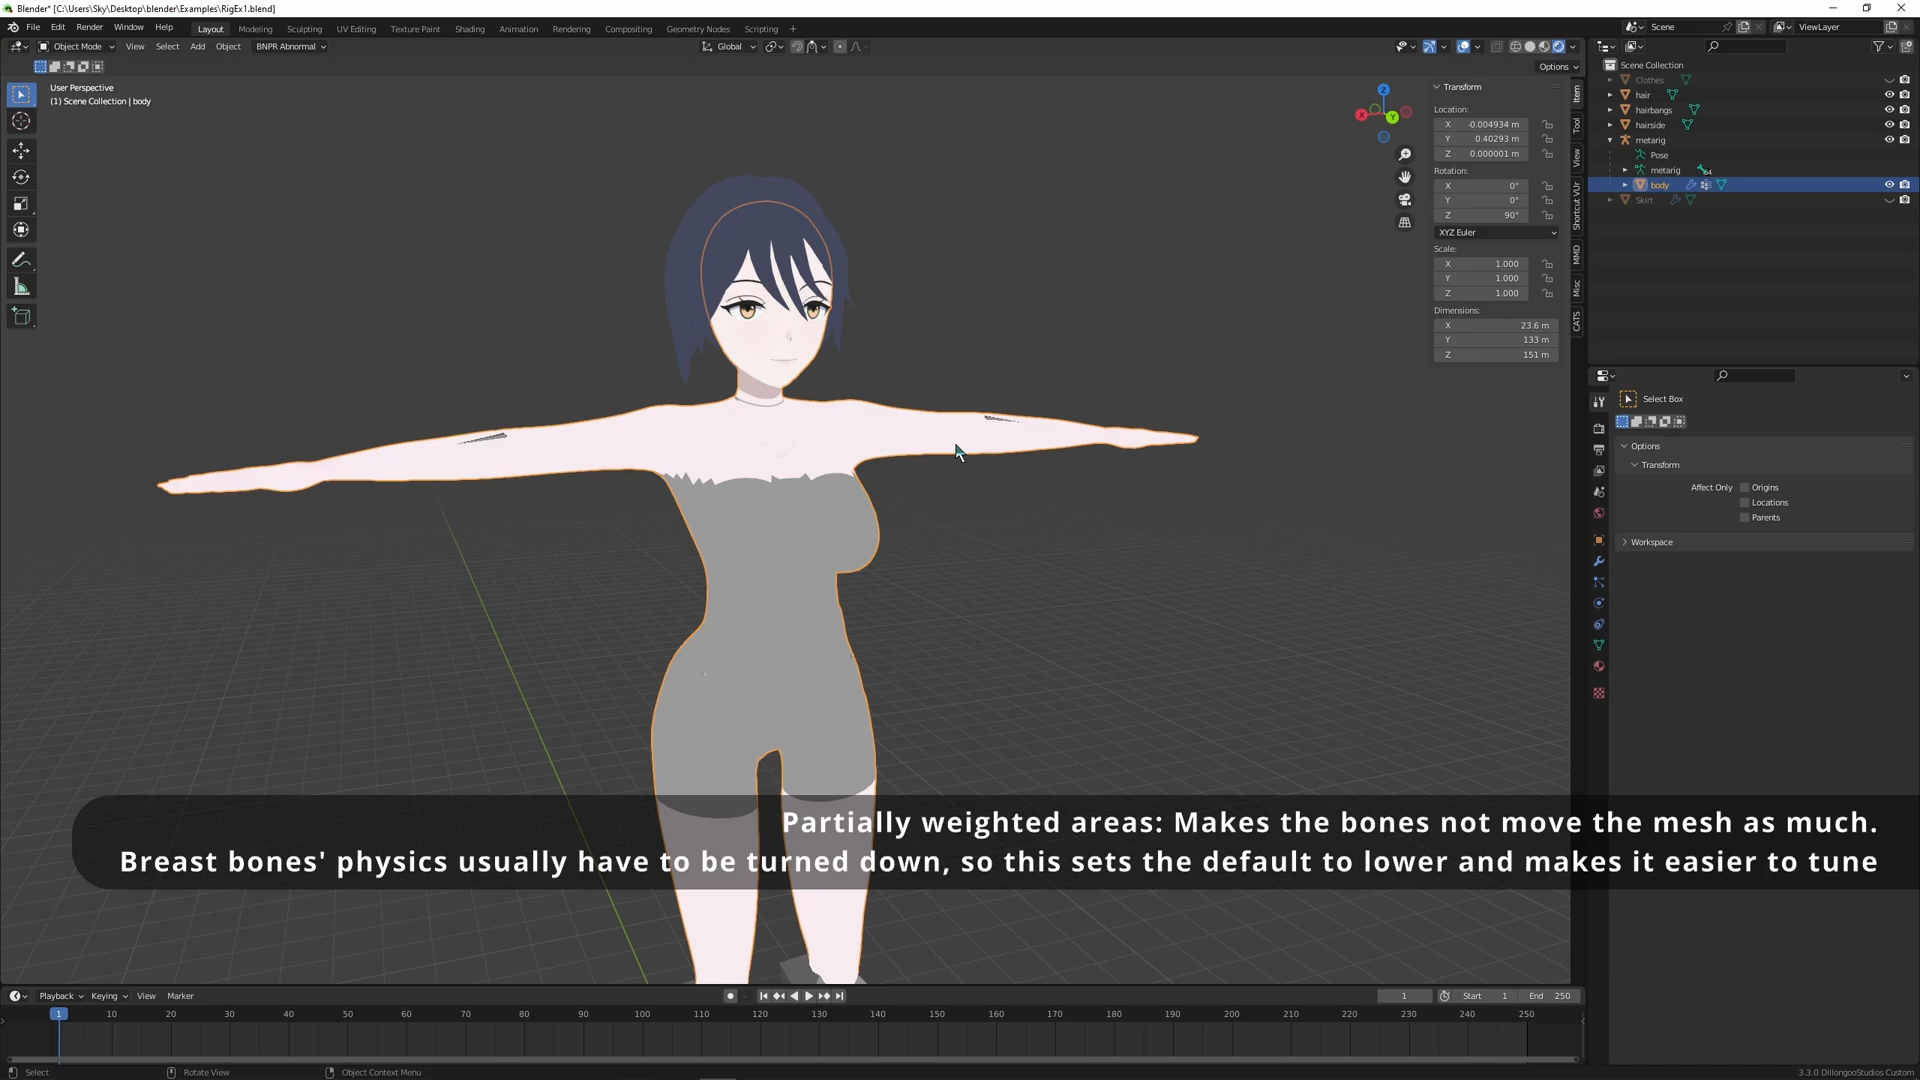 Blender* [C:\Users\Sky\Desktop\blender\Examples\RigEx1.blend]
File Edit Render Window Help Layout Modeling Sculpting UV Editing Texture Paint Shading Animation Rendering Compositing Geometry Nodes Scripting + Scene ViewLayer
Object Mode View Select Add Object BNPR Abnormal Global
Options
User Perspective
(1) Scene Collection | body
Z
X
Y
Transform
Location:
X -0.004934 m
Y 0.40293 m
Z 0.000001 m
Rotation:
X 0°
Y 0°
Z 90°
XYZ Euler
Scale:
X 1.000
Y 1.000
Z 1.000
Dimensions:
X 23.6 m
Y 133 m
Z 151 m
Item
Tool
View
Shortcut VUr
MMD
Misc
CATS
Scene Collection
Clothes
hair
hairbangs
hairside
metarig
Pose
metarig
body
Skirt
Select Box
Options
Transform
Affect Only Origins
Locations
Parents
Workspace
Partially weighted areas: Makes the bones not move the mesh as much.
Breast bones' physics usually have to be turned down, so this sets the default to lower and makes it easier to tune
Playback Keying View Marker 1 Start 1 End 250
1 10 20 30 40 50 60 70 80 90 100 110 120 130 140 150 160 170 180 190 200 210 220 230 240 250
Select Rotate View Object Context Menu 3.3.0 DillongooStudios Custom